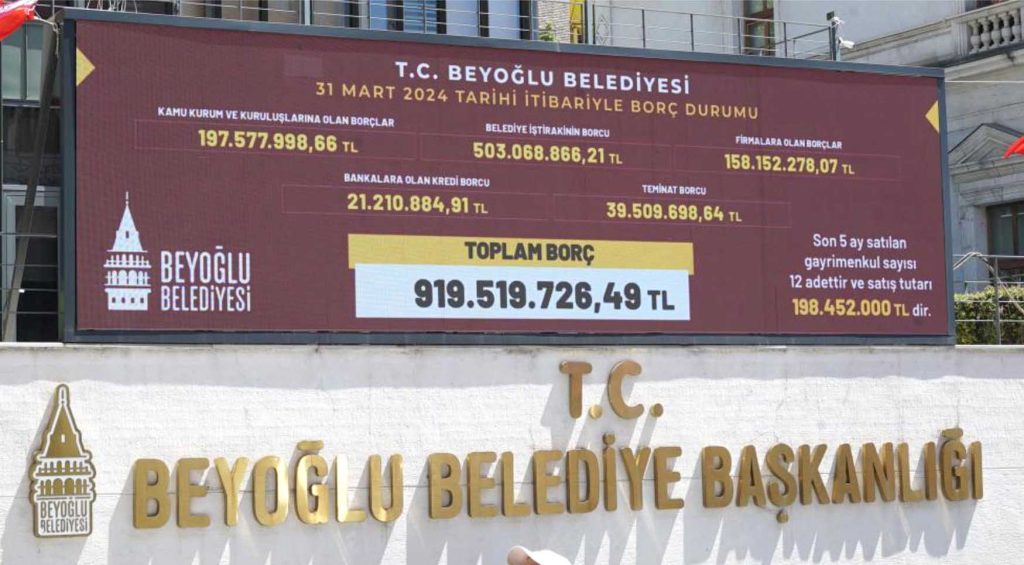 T.C. BEYOĞLU BELEDİYESİ
31 MART 2024 TARİHİ İTİBARİYLE BORÇ DURUMU
KAMU KURUM VE KURULUŞLARINA OLAN BORÇLAR
197.577.998,66 TL
BELEDİYE İŞTİRAKİNİN BORCU
503.068.866,21 TL
FİRMALARA OLAN BORÇLAR
158.152.278,07 TL
BANKALARA OLAN KREDİ BORCU
21.210.884,91 TL
TEMİNAT BORCU
39.509.698,64 TL
TOPLAM BORÇ
919.519.726,49 TL
BEYOĞLU
BELEDİYESİ
Son 5 ay satılan
gayrimenkul sayısı
12 adettir ve satış tutarı
198.452.000 TL dir.
T.C.
BEYOĞLU BELEDİYE BAŞKANLIĞI
BEYOĞLU
BELEDİYESİ